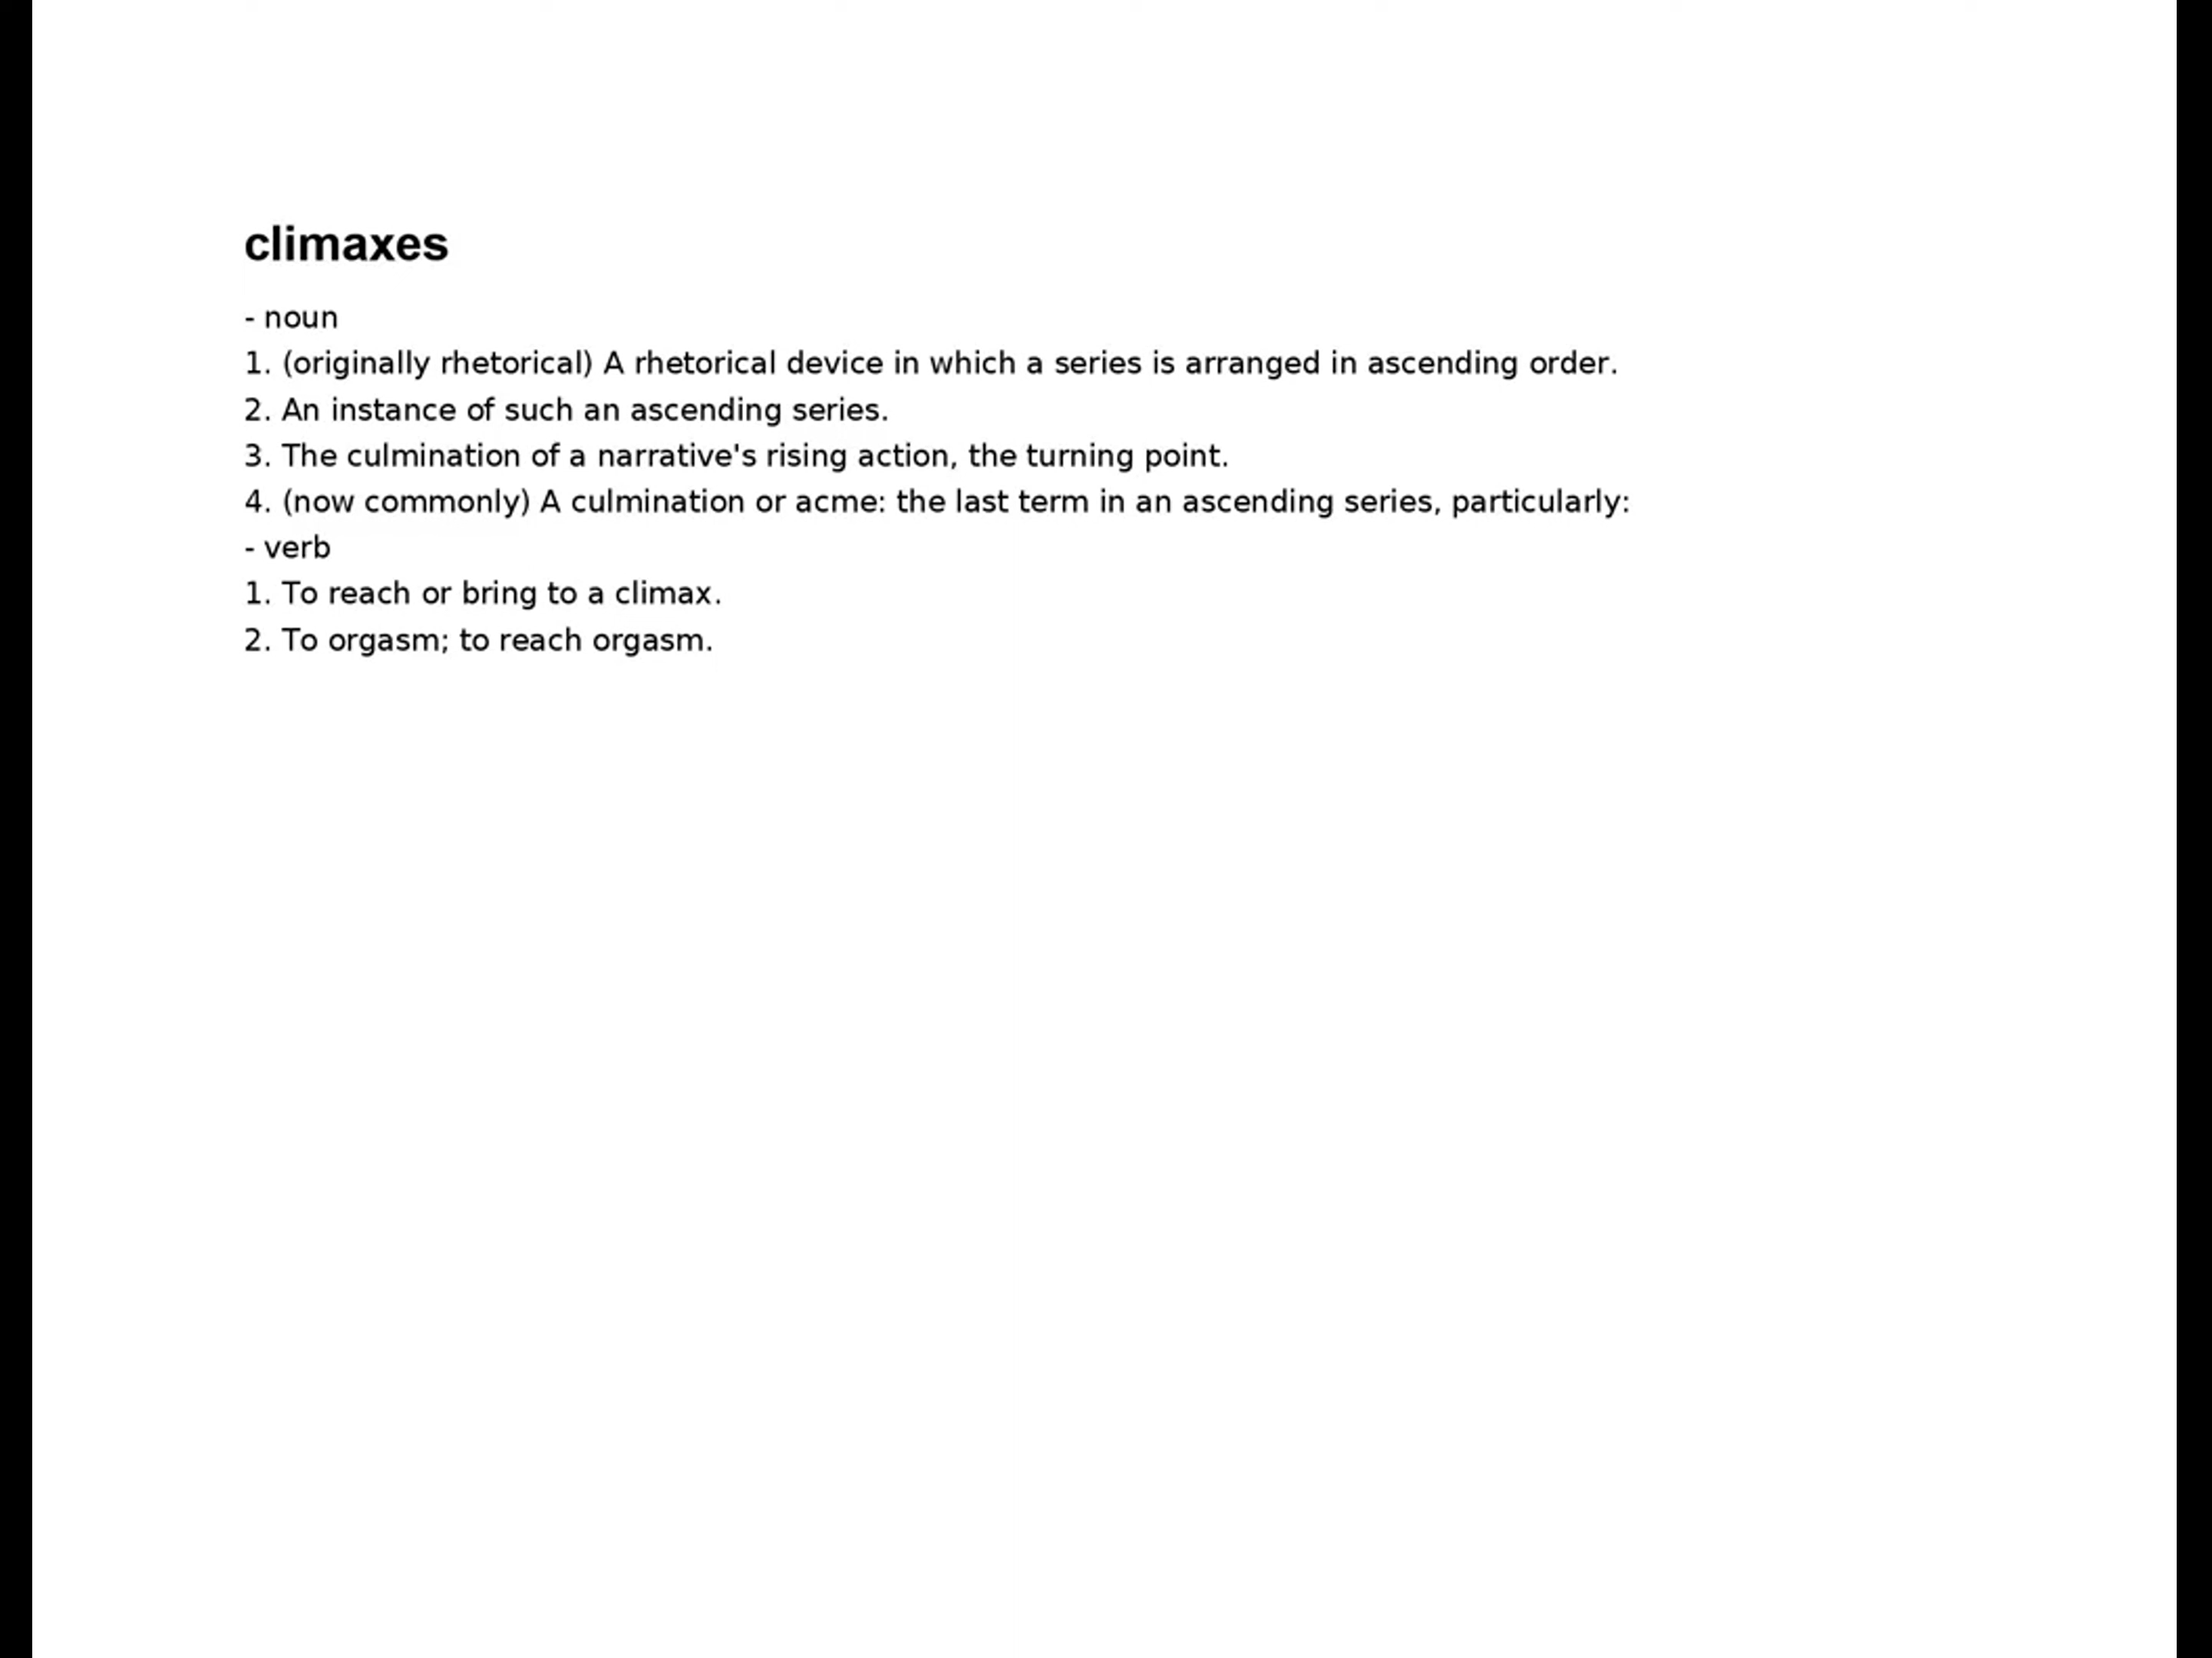 climaxes
- noun
1. (originally rhetorical) A rhetorical device in which a series is arranged in ascending order.
2. An instance of such an ascending series.
3. The culmination of a narrative's rising action, the turning point.
4. (now commonly) A culmination or acme: the last term in an ascending series, particularly:
- verb
1. To reach or bring to a climax.
2. To orgasm; to reach orgasm.